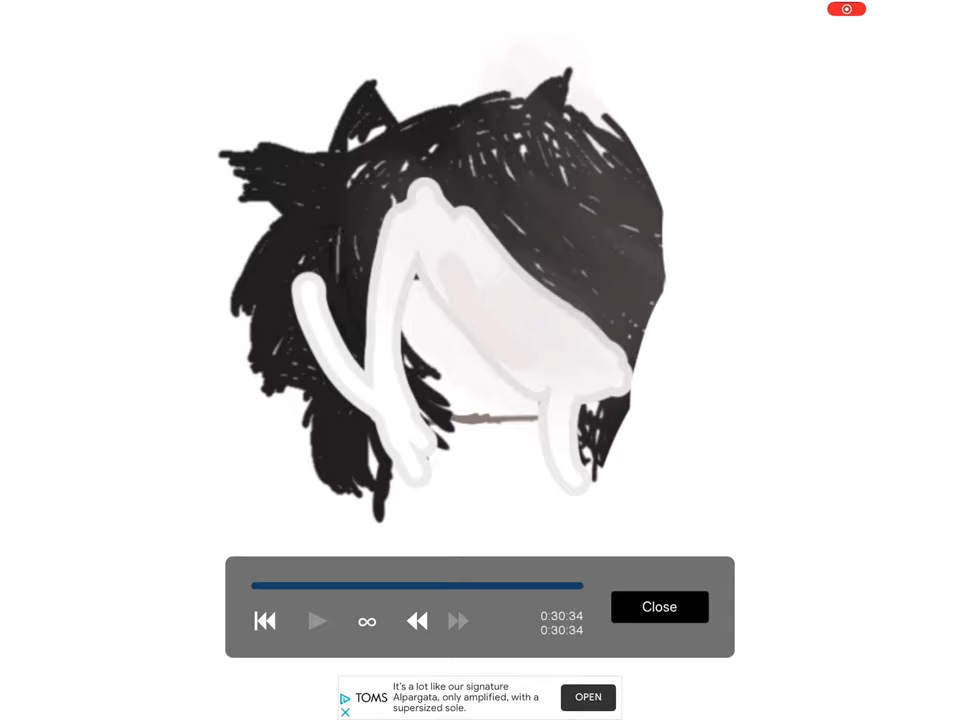 0:30:34
0:30:34
Close
TOMS
It's a lot like our signature
Alpargata, only amplified, with a
supersized sole.
OPEN